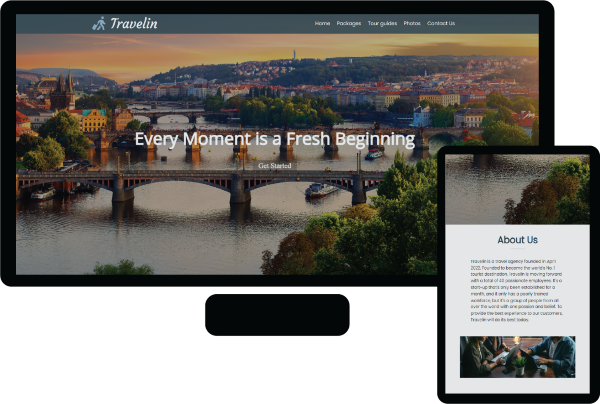 Travelin
Home Packages Tour guides Photos Contact Us
Every Moment is a Fresh Beginning
Get Started
About Us
Travelin is a travel agency founded in April
2022. Founded to become the world's No. 1
tourist destination. Travelin is moving forward
with a total of 40 passionate employees. It's a
start-up that's only been established for a
month, and it only has a poorly trained
workforce, but it's a group of people from all
over the world with one passion and belief. To
provide the best experience to our customers,
Travelin will do its best today.